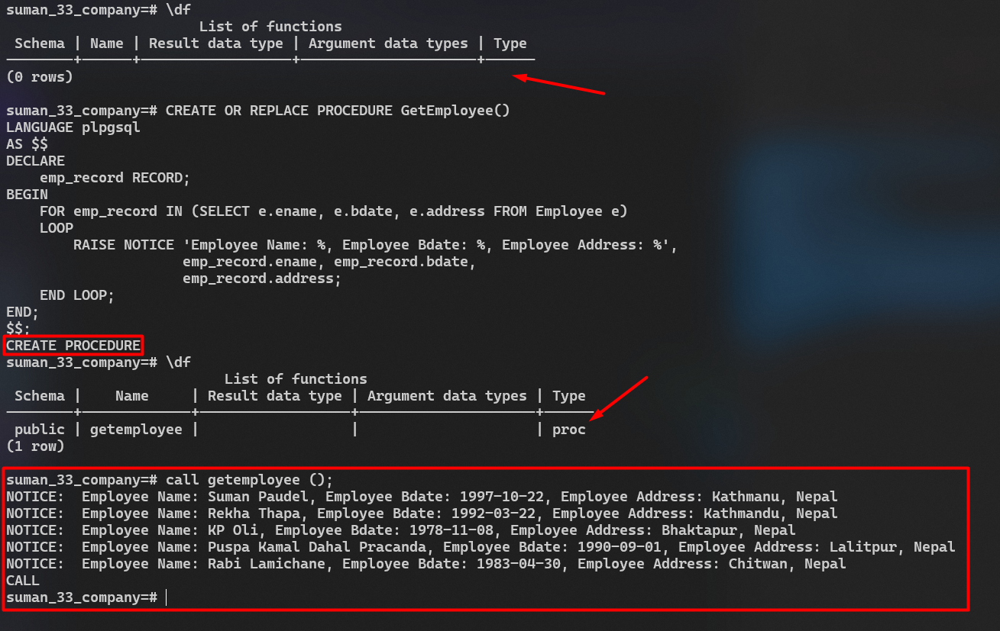 suman_33_company=# \df
                       List of functions
 Schema | Name | Result data type | Argument data types | Type
--------+------+------------------+---------------------+------
(0 rows)

suman_33_company=# CREATE OR REPLACE PROCEDURE GetEmployee()
LANGUAGE plpgsql
AS $$
DECLARE
    emp_record RECORD;
BEGIN
    FOR emp_record IN (SELECT e.ename, e.bdate, e.address FROM Employee e)
    LOOP
        RAISE NOTICE 'Employee Name: %, Employee Bdate: %, Employee Address: %',
                     emp_record.ename, emp_record.bdate,
                     emp_record.address;
    END LOOP;
END;
$$;
CREATE PROCEDURE
suman_33_company=# \df
                          List of functions
 Schema |    Name     | Result data type | Argument data types | Type
--------+-------------+------------------+---------------------+------
 public | getemployee |                  |                     | proc
(1 row)

suman_33_company=# call getemployee ();
NOTICE:  Employee Name: Suman Paudel, Employee Bdate: 1997-10-22, Employee Address: Kathmanu, Nepal
NOTICE:  Employee Name: Rekha Thapa, Employee Bdate: 1992-03-22, Employee Address: Kathmandu, Nepal
NOTICE:  Employee Name: KP Oli, Employee Bdate: 1978-11-08, Employee Address: Bhaktapur, Nepal
NOTICE:  Employee Name: Puspa Kamal Dahal Pracanda, Employee Bdate: 1990-09-01, Employee Address: Lalitpur, Nepal
NOTICE:  Employee Name: Rabi Lamichane, Employee Bdate: 1983-04-30, Employee Address: Chitwan, Nepal
CALL
suman_33_company=#